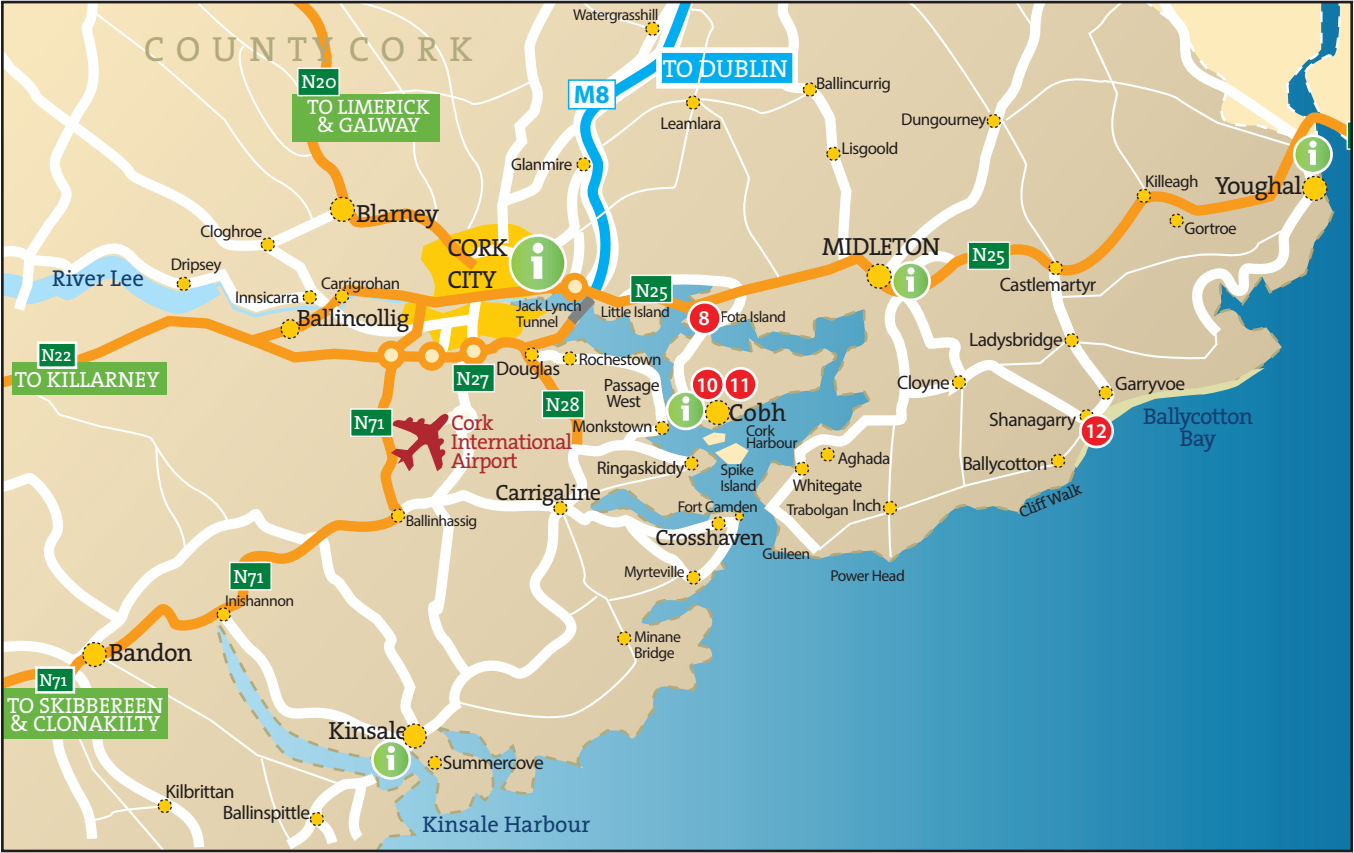 Watergrasshill
COUNTY CORK
TO DUBLIN
N20
M8
Ballincurrig
TO LIMERICK
& GALWAY
Leamlara
Dungourney
Lisgoold
Glanmire
i
Killeagh
Youghal
Blarney
Gortroe
Cloghroe
CORK
CITY
i
MIDLETON
N25
Dripsey
River Lee
Carrigrohan
i
Castlemartyr
Innsicarra
N25
Jack Lynch
Tunnel
Little Island
8
Fota Island
Ballincollig
Ladysbridge
N22
TO KILLARNEY
Douglas
Rochestown
N27
Passage
West
10
11
Cloyne
Garryvoe
N28
i
Cobh
N71
Cork
International
Airport
Monkstown
Cork
Harbour
Shanagarry
12
Ballycotton
Bay
Aghada
Ballycotton
Ringaskiddy
Spike
Island
Whitegate
Carrigaline
Cliff Walk
Fort Camden
Trabolgan
Inch
Ballinhassig
Crosshaven
Guileen
Myrteville
Power Head
N71
Inishannon
Minane
Bridge
Bandon
N71
TO SKIBBEREEN
& CLONAKILTY
Kinsale
i
Summercove
Kilbrittan
Ballinspittle
Kinsale Harbour